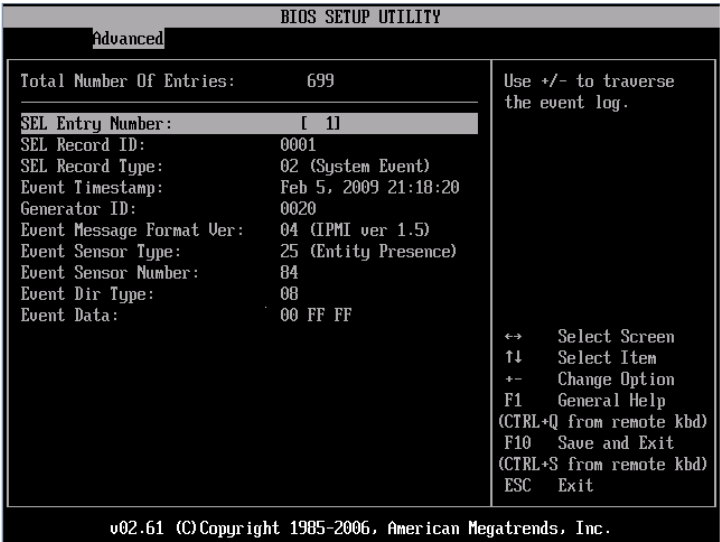 BIOS SETUP UTILITY
Advanced
Total Number Of Entries: 699
SEL Entry Number: [ 1]
SEL Record ID: 0001
SEL Record Type: 02 (System Event)
Event Timestamp: Feb 5, 2009 21:18:20
Generator ID: 0020
Event Message Format Ver: 04 (IPMI ver 1.5)
Event Sensor Type: 25 (Entity Presence)
Event Sensor Number: 84
Event Dir Type: 08
Event Data: 00 FF FF
Use +/- to traverse
the event log.
↔ Select Screen
↑↓ Select Item
+- Change Option
F1 General Help
(CTRL+Q from remote kbd)
F10 Save and Exit
(CTRL+S from remote kbd)
ESC Exit
v02.61 (C)Copyright 1985-2006, American Megatrends, Inc.